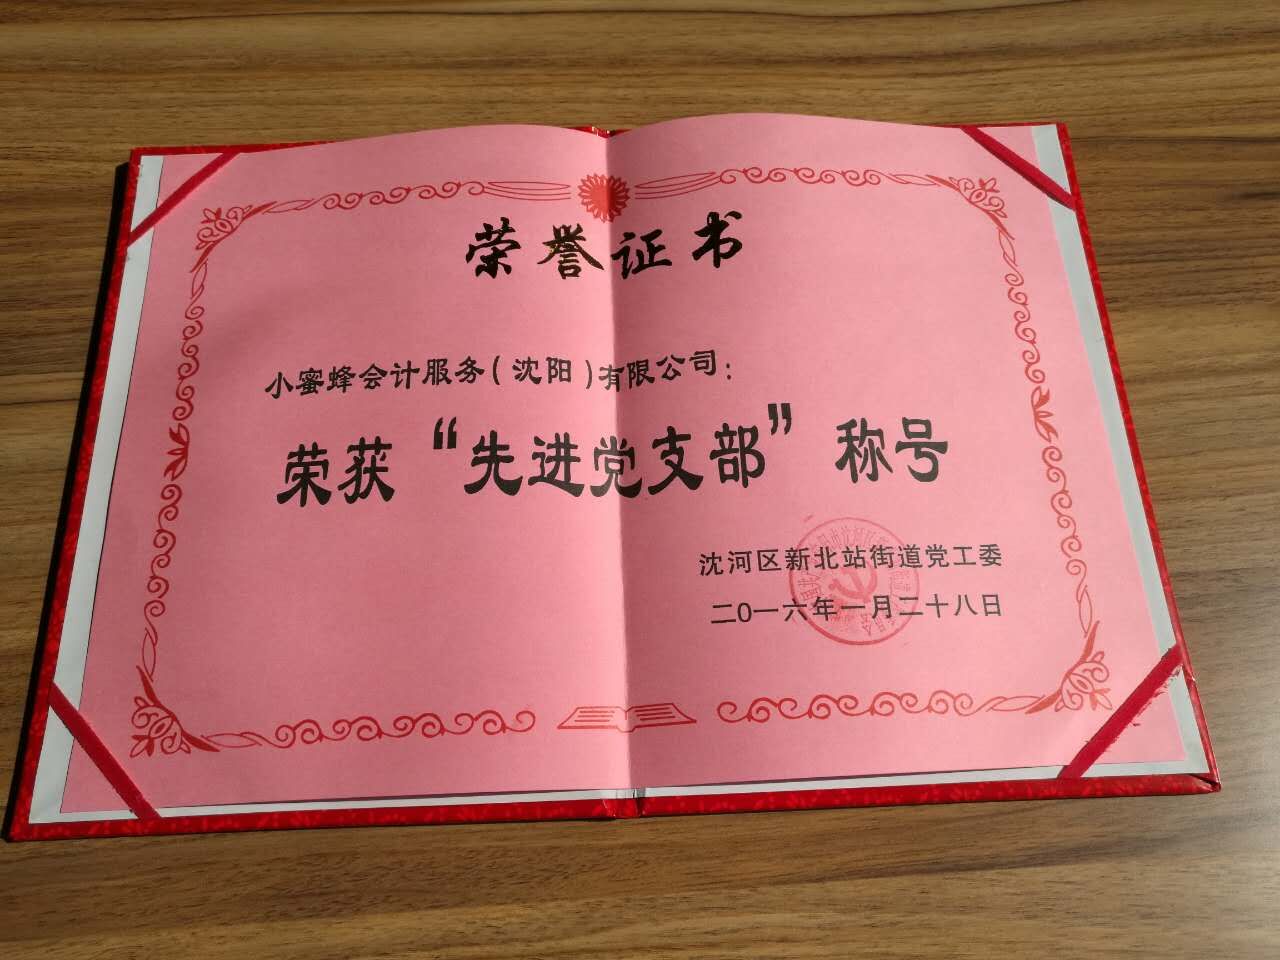 荣誉证书
小蜜蜂会计服务(沈阳)有限公司:
荣获“先进党支部”称号
沈河区新北站街道党工委
二0一六年一月二十八日